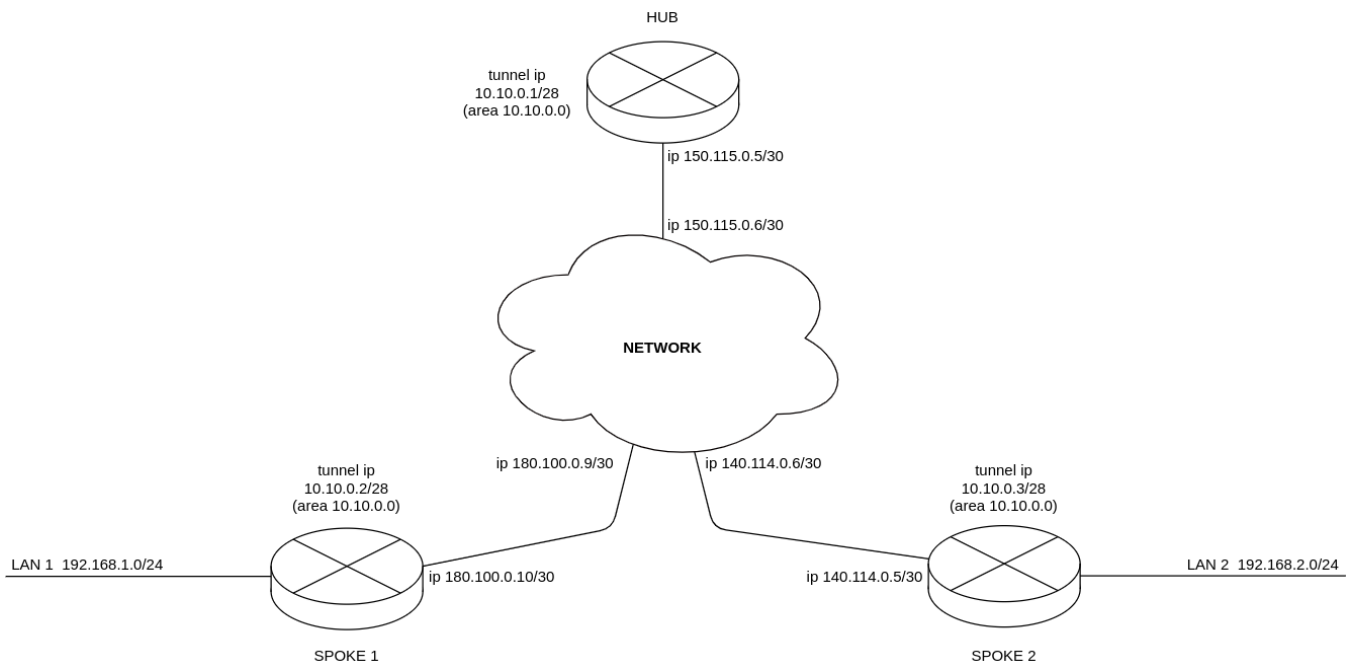 HUB
tunnel ip
10.10.0.1/28
(area 10.10.0.0)
ip 150.115.0.5/30
ip 150.115.0.6/30
NETWORK
ip 180.100.0.9/30
ip 140.114.0.6/30
tunnel ip
10.10.0.2/28
(area 10.10.0.0)
tunnel ip
10.10.0.3/28
(area 10.10.0.0)
LAN 1  192.168.1.0/24
ip 180.100.0.10/30
ip 140.114.0.5/30
LAN 2  192.168.2.0/24
SPOKE 1
SPOKE 2